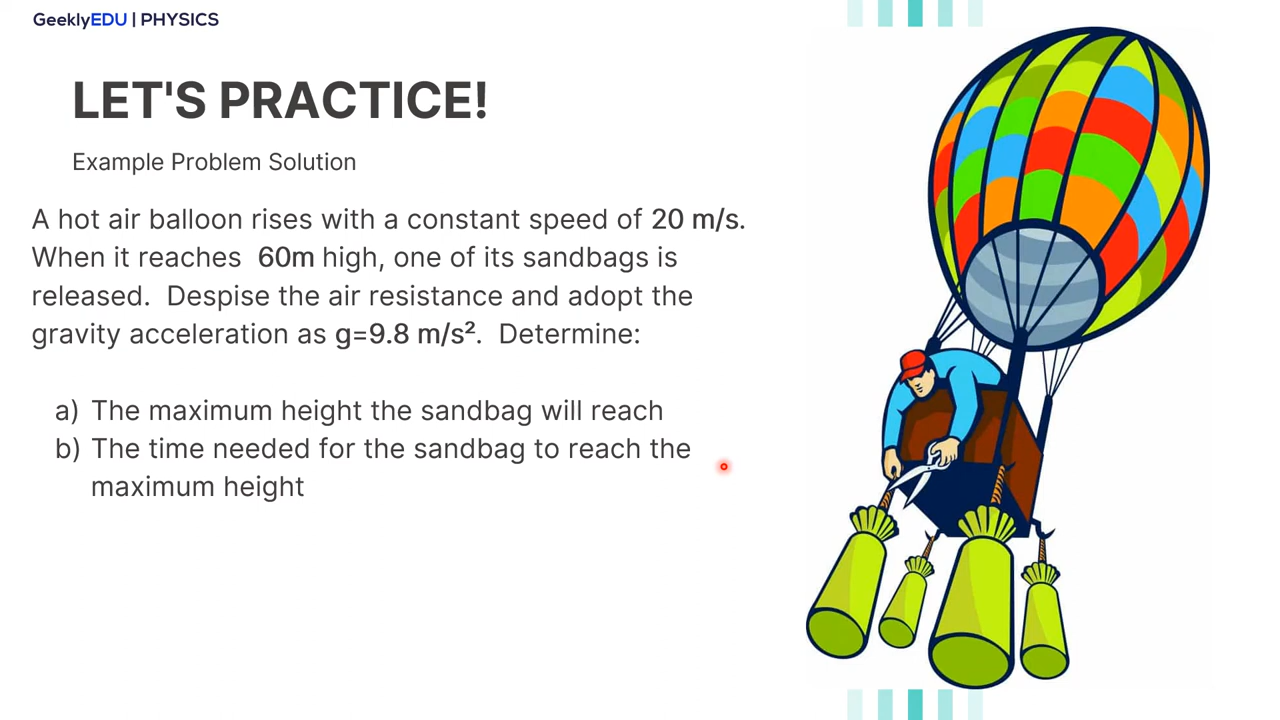 GeeklyEDU | PHYSICS
LET'S PRACTICE!
Example Problem Solution
A hot air balloon rises with a constant speed of 20 m/s.
When it reaches  60m high, one of its sandbags is
released.  Despise the air resistance and adopt the
gravity acceleration as g=9.8 m/s².  Determine:
a) The maximum height the sandbag will reach
b) The time needed for the sandbag to reach the
maximum height